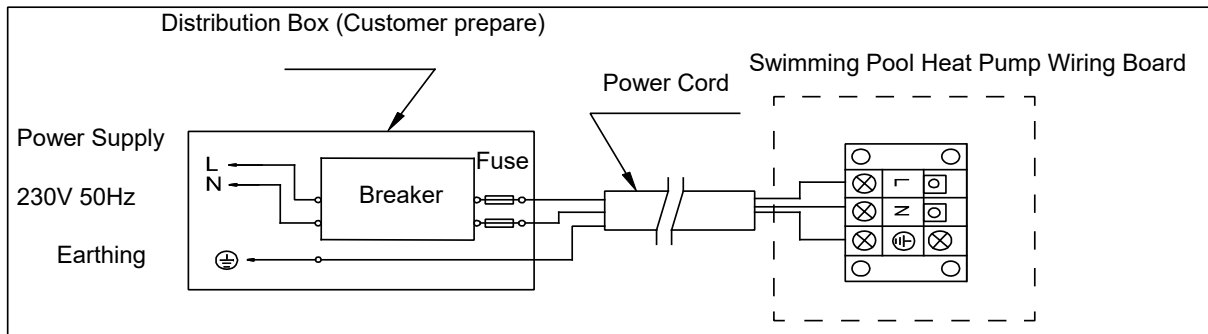 Distribution Box (Customer prepare)
Swimming Pool Heat Pump Wiring Board
Power Cord
Power Supply
L
N
Fuse
Breaker
230V 50Hz
Earthing
L
N